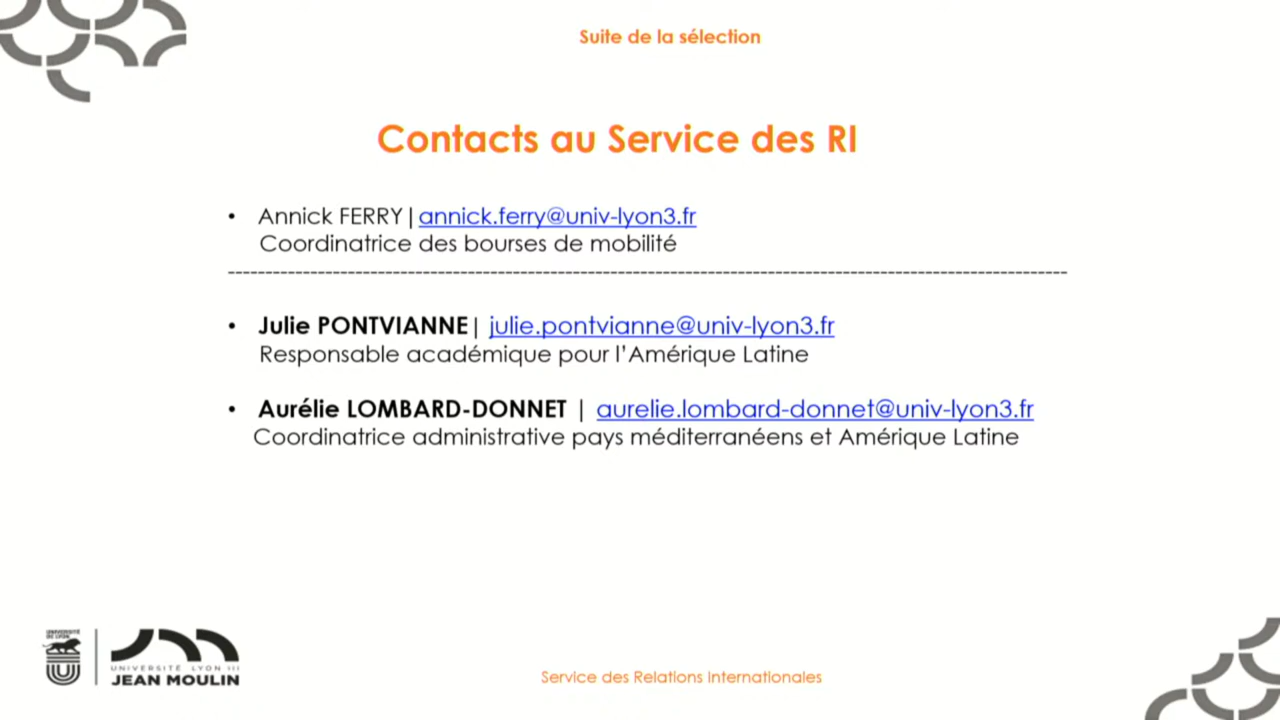 Suite de la sélection
Contacts au Service des RI
• Annick FERRY | annick.ferry@univ-lyon3.fr
Coordinatrice des bourses de mobilité
------------------------------------------------------------------------------------------------------------------
• Julie PONTVIANNE | julie.pontvianne@univ-lyon3.fr
Responsable académique pour l'Amérique Latine
• Aurélie LOMBARD-DONNET | aurelie.lombard-donnet@univ-lyon3.fr
Coordinatrice administrative pays méditerranéens et Amérique Latine
UNIVERSITÉ
DE LYON
UNIVERSITÉ LYON III
JEAN MOULIN
Service des Relations Internationales